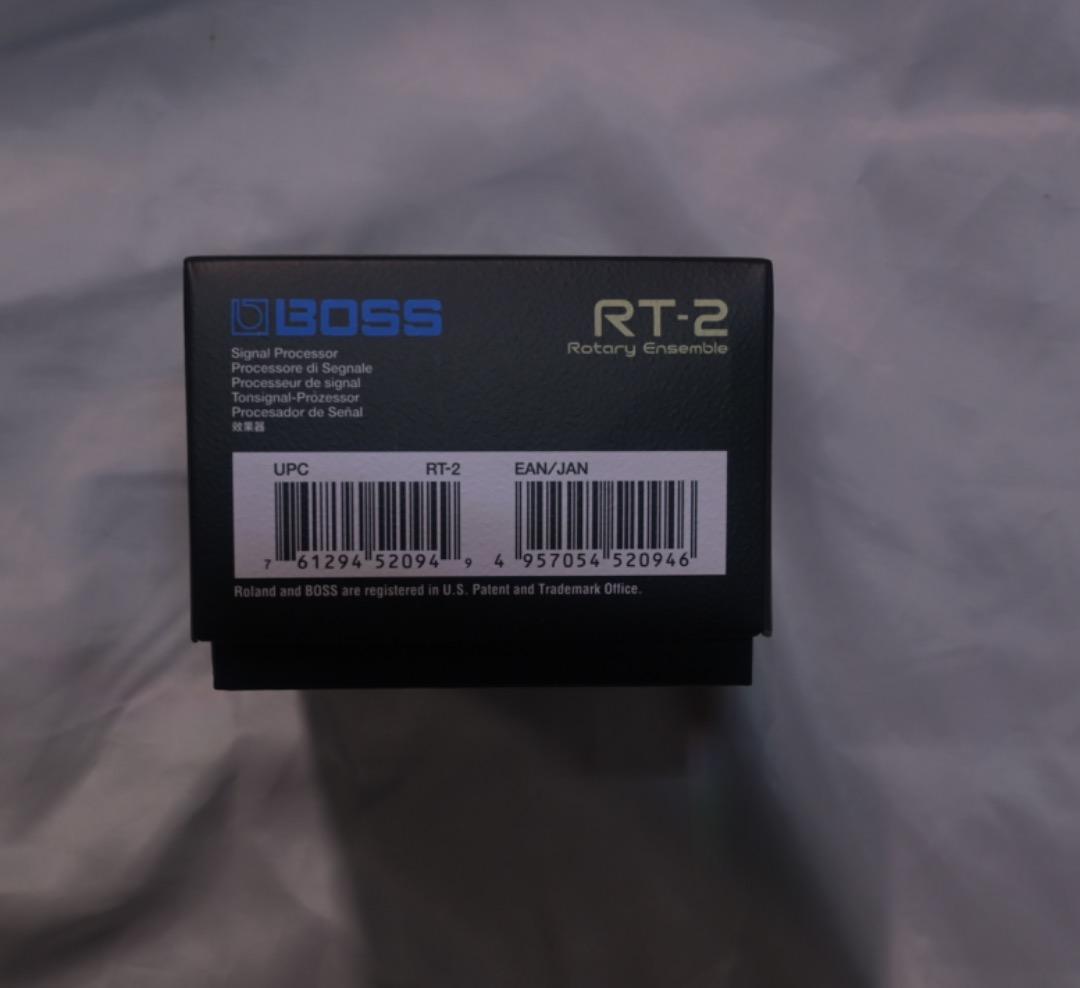 BOSS
RT-2
Rotary Ensemble
Signal Processor
Processore di Segnale
Processeur de signal
Tonsignal-Prozessor
Procesador de Señal
效果器
UPC RT-2 EAN/JAN
7 61294 52094 9 4 957054 520946
Roland and BOSS are registered in U.S. Patent and Trademark Office.